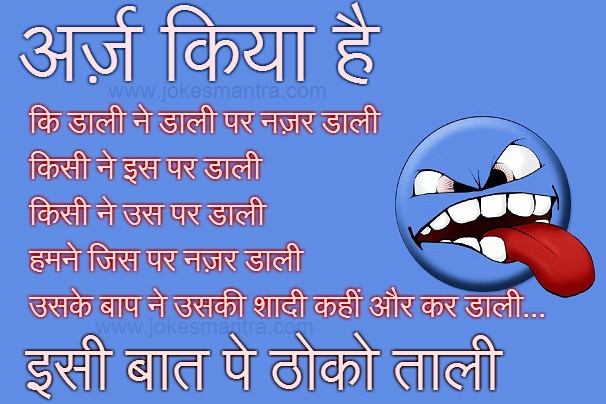 अर्ज़ किया है
www.jokesmantra.com
कि डाली ने डाली पर नज़र डाली
किसी ने इस पर डाली
किसी ने उस पर डाली
हमने जिस पर नज़र डाली
उसके बाप ने उसकी शादी कहीं और कर डाली...
www.jokesmantra.com
इसी बात पे ठोको ताली